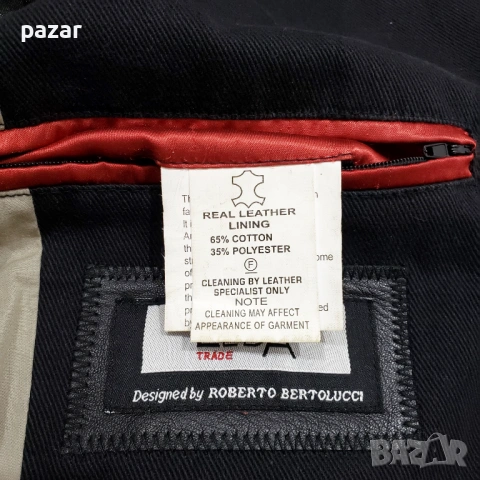 pazar
REAL LEATHER
LINING
65% COTTON
35% POLYESTER
F
CLEANING BY LEATHER
SPECIALIST ONLY
NOTE
CLEANING MAY AFFECT
APPEARANCE OF GARMENT
TRADE
Designed by ROBERTO BERTOLUCCI
BAZAR